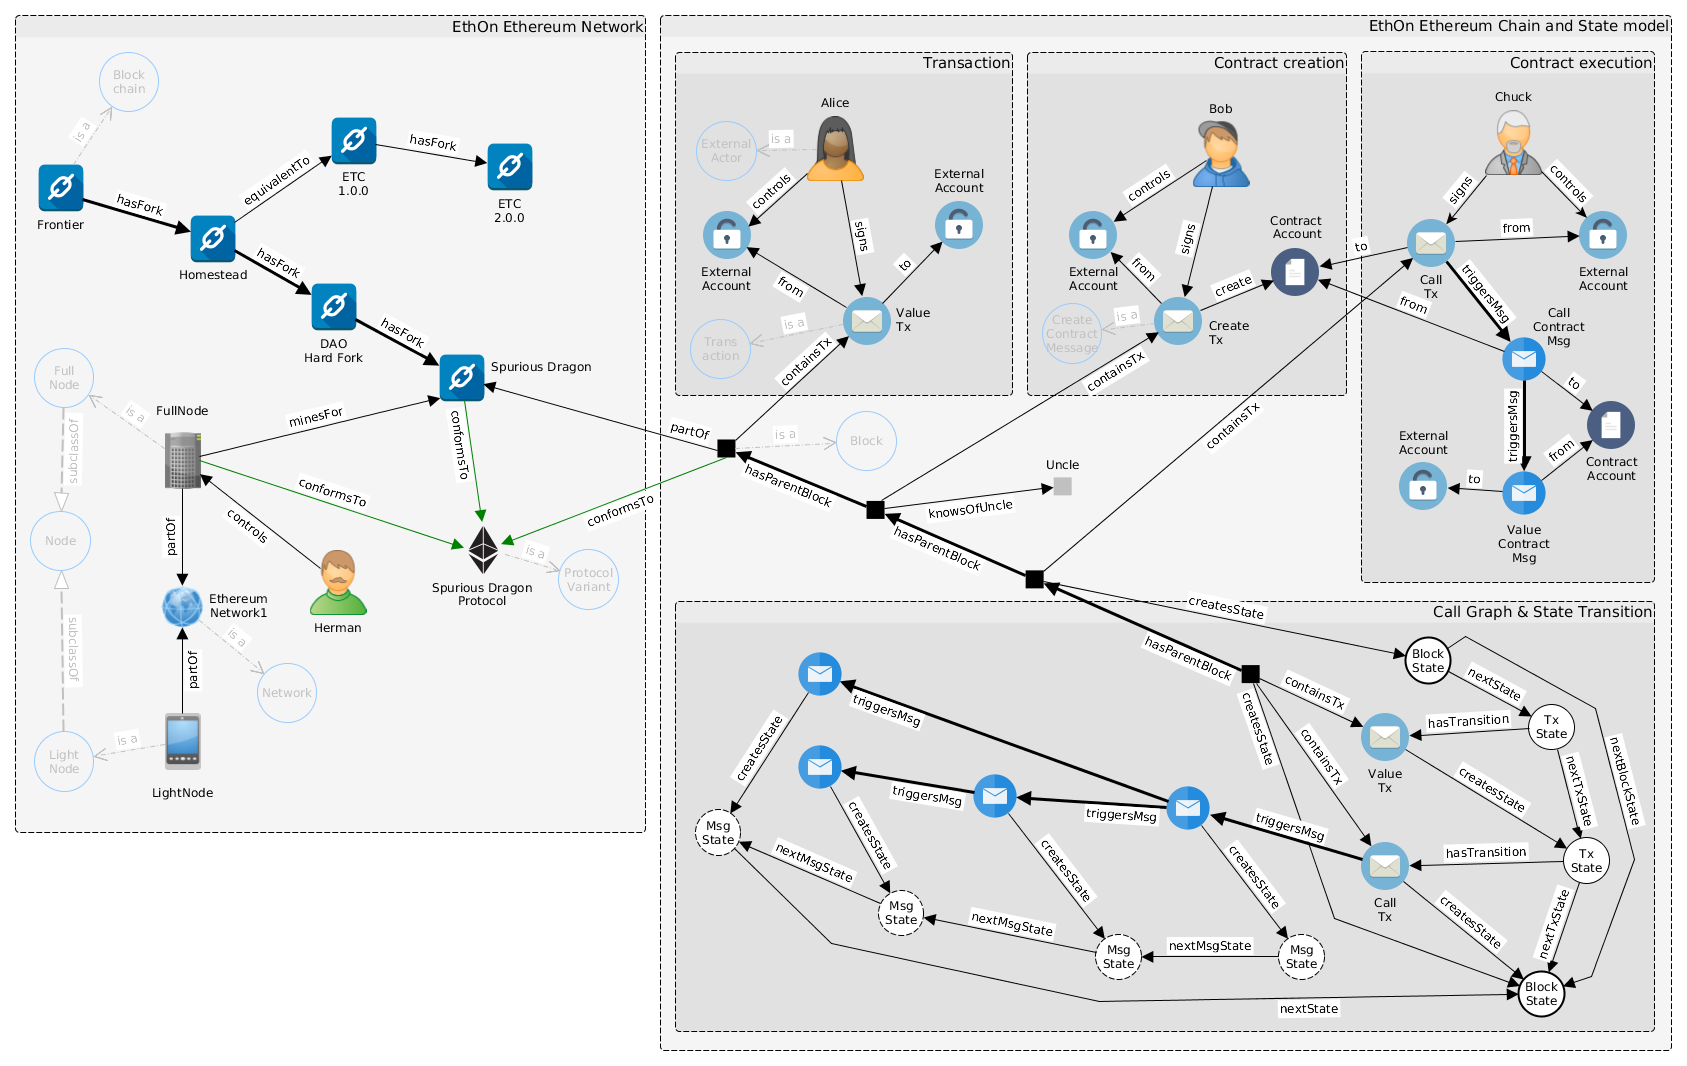 EthOn Ethereum Network
Block
chain
is a
Frontier
hasFork
Homestead
equivalentTo
ETC
1.0.0
hasFork
ETC
2.0.0
hasFork
DAO
Hard Fork
hasFork
Spurious Dragon
Full
Node
is a
subclassOf
FullNode
minesFor
conformsTo
conformsTo
controls
partOf
Node
Herman
Ethereum
Network1
is a
Network
partOf
subclassOf
Light
Node
is a
LightNode
Spurious Dragon
Protocol
is a
Protocol
Variant
EthOn Ethereum Chain and State model
Transaction
Alice
External
Actor
is a
controls
signs
External
Account
External
Account
from
to
Value
Tx
Trans
action
is a
containsTx
Contract creation
Bob
controls
signs
External
Account
Contract
Account
from
create
Create
Contract
Message
is a
Create
Tx
containsTx
Contract execution
Chuck
signs
controls
to
from
Call
Tx
External
Account
triggersMsg
from
Call
Contract
Msg
to
triggersMsg
External
Account
from
Contract
Account
to
Value
Contract
Msg
partOf
is a
Block
conformsTo
hasParentBlock
Uncle
knowsOfUncle
containsTx
hasParentBlock
createsState
hasParentBlock
Call Graph & State Transition
Block
State
nextState
nextBlockState
containsTx
hasTransition
Tx
State
Value
Tx
createsState
containsTx
createsState
nextTxState
triggersMsg
createsState
triggersMsg
triggersMsg
triggersMsg
hasTransition
Tx
State
Msg
State
createsState
nextMsgState
createsState
createsState
Call
Tx
createsState
nextTxState
Msg
State
nextMsgState
Msg
State
nextMsgState
Msg
State
nextState
Block
State